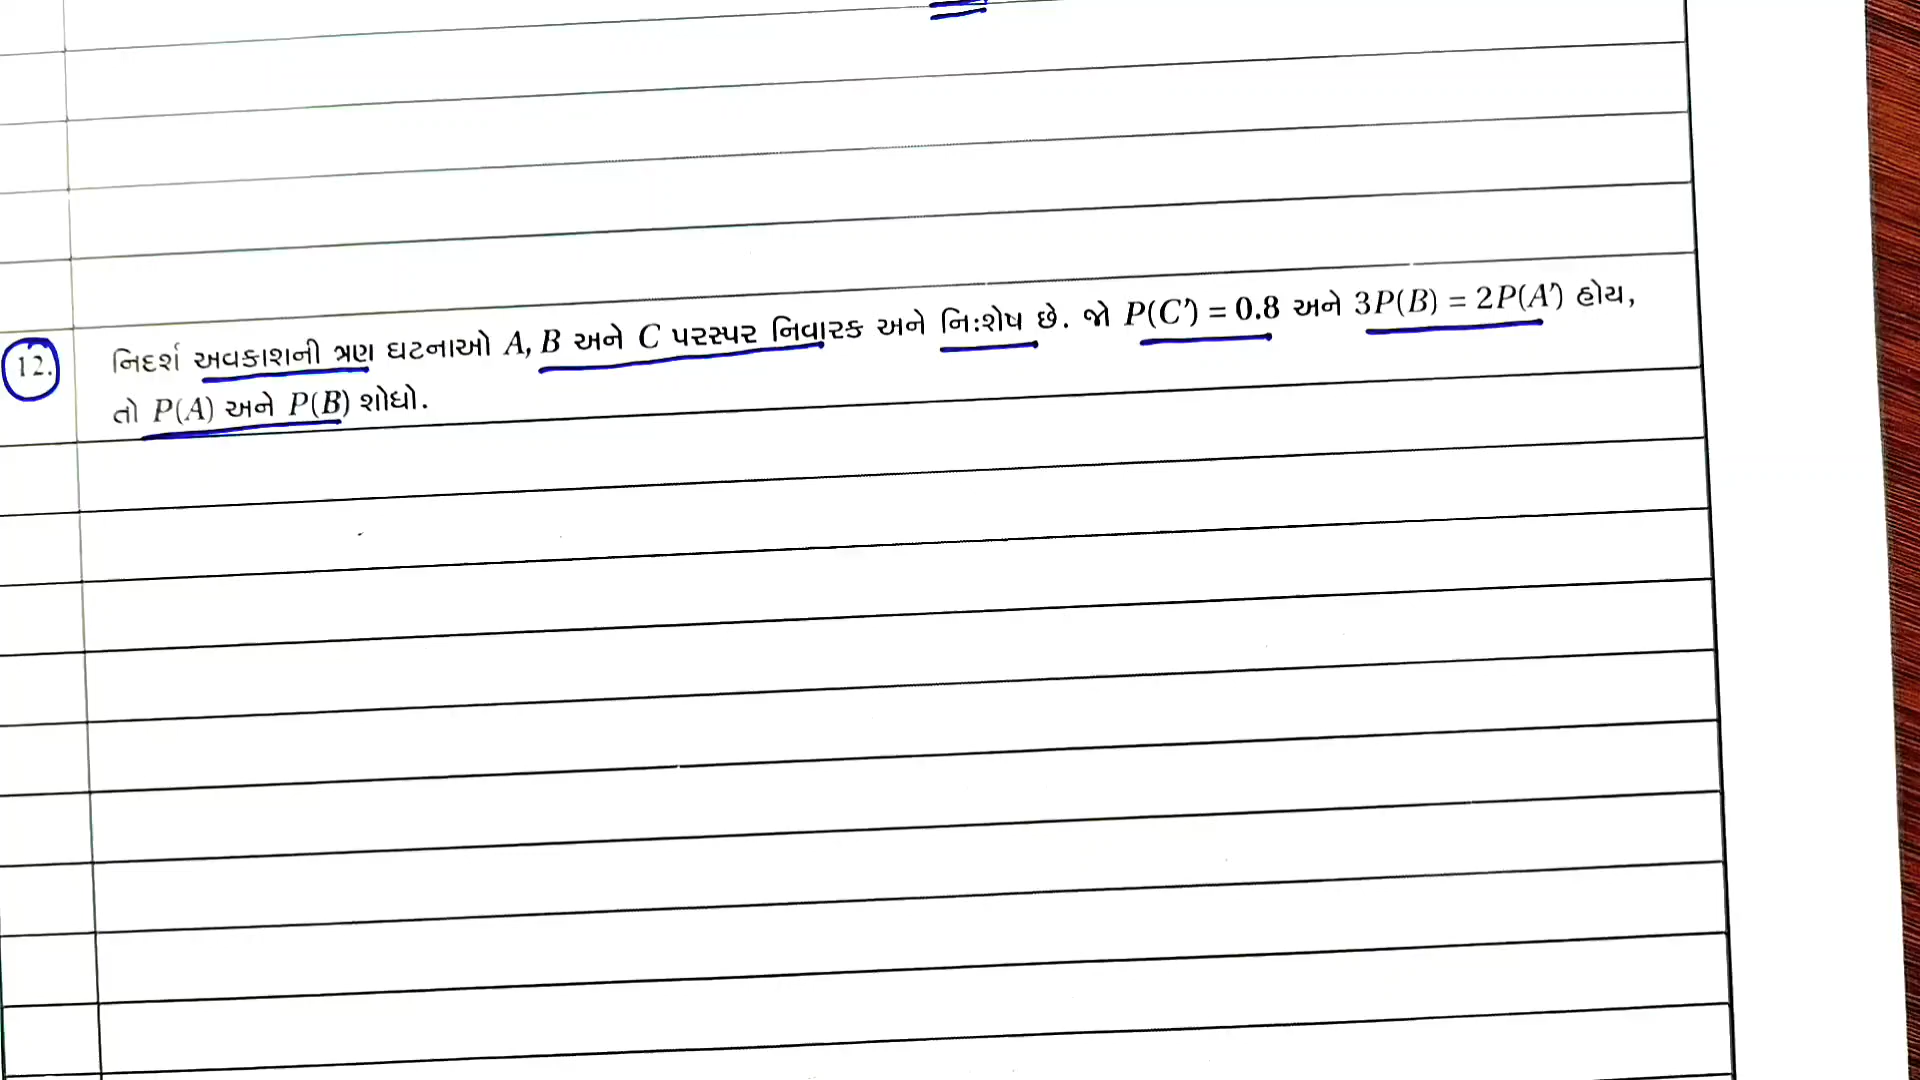 12. નિદર્શ અવકાશની ત્રણ ઘટનાઓ A, B અને C પરસ્પર નિવારક અને નિઃશેષ છે. જો P(C′) = 0.8 અને 3P(B) = 2P(A′) હોય,
તો P(A) અને P(B) શોધો.